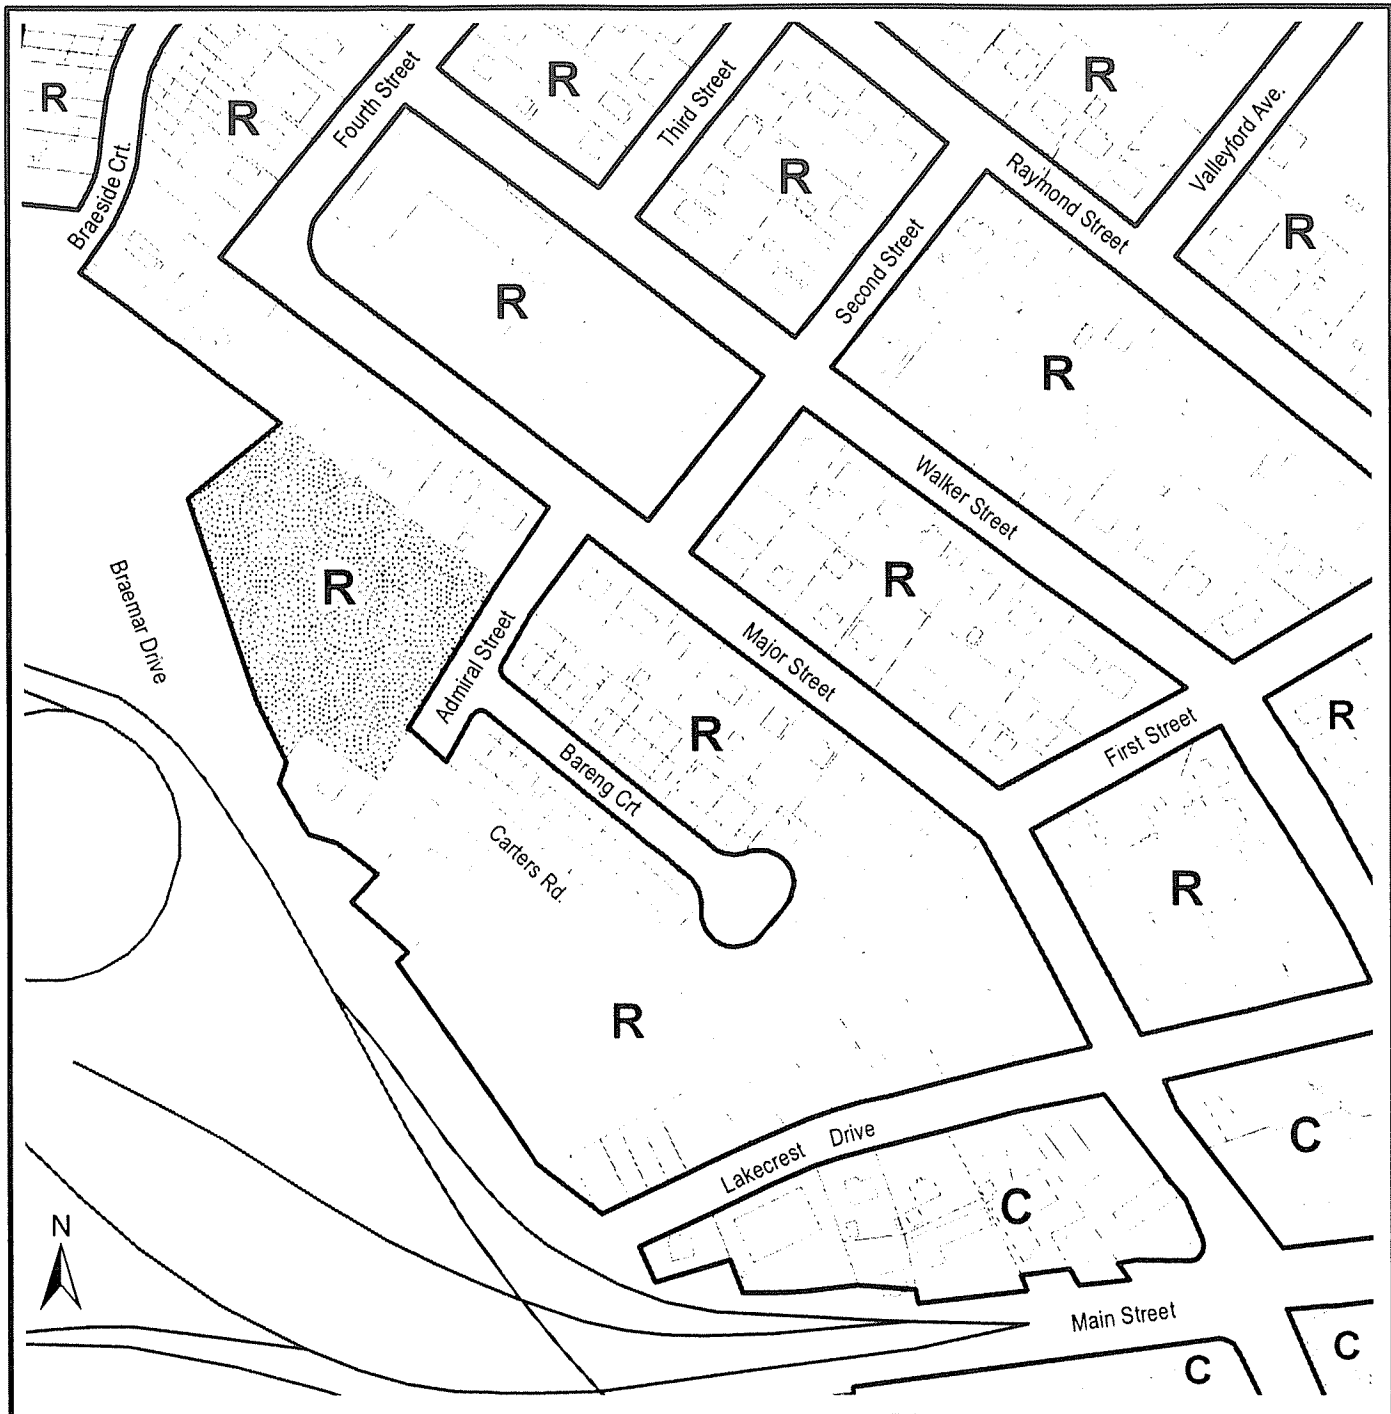 R
Braeside Crt.
R
Fourth Street
R
Third Street
R
R
Valleyford Ave.
Raymond Street
R
R
Second Street
R
Walker Street
R
Braemar Drive
R
Admiral Street
Major Street
R
Bareng Crt
Carters Rd.
First Street
R
R
R
Lakecrest Drive
C
C
N
Main Street
C
C